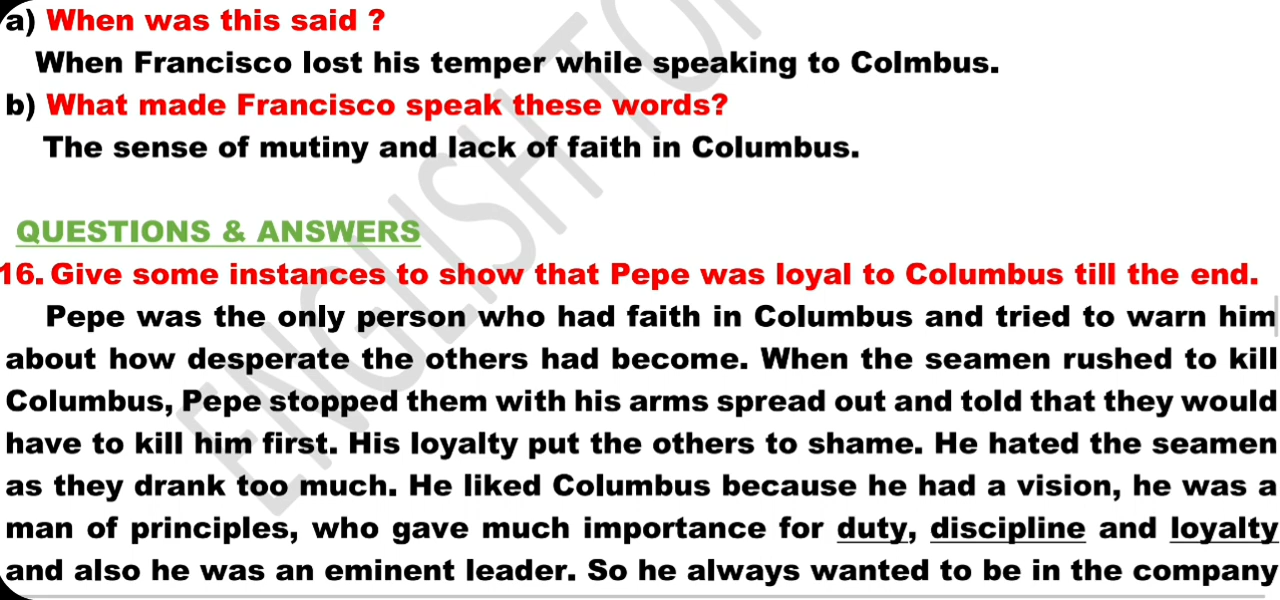 a) When was this said ?
When Francisco lost his temper while speaking to Colmbus.
b) What made Francisco speak these words?
The sense of mutiny and lack of faith in Columbus.
QUESTIONS & ANSWERS
16. Give some instances to show that Pepe was loyal to Columbus till the end.
Pepe was the only person who had faith in Columbus and tried to warn him
about how desperate the others had become. When the seamen rushed to kill
Columbus, Pepe stopped them with his arms spread out and told that they would
have to kill him first. His loyalty put the others to shame. He hated the seamen
as they drank too much. He liked Columbus because he had a vision, he was a
man of principles, who gave much importance for duty, discipline and loyalty
and also he was an eminent leader. So he always wanted to be in the company
ENGLISH